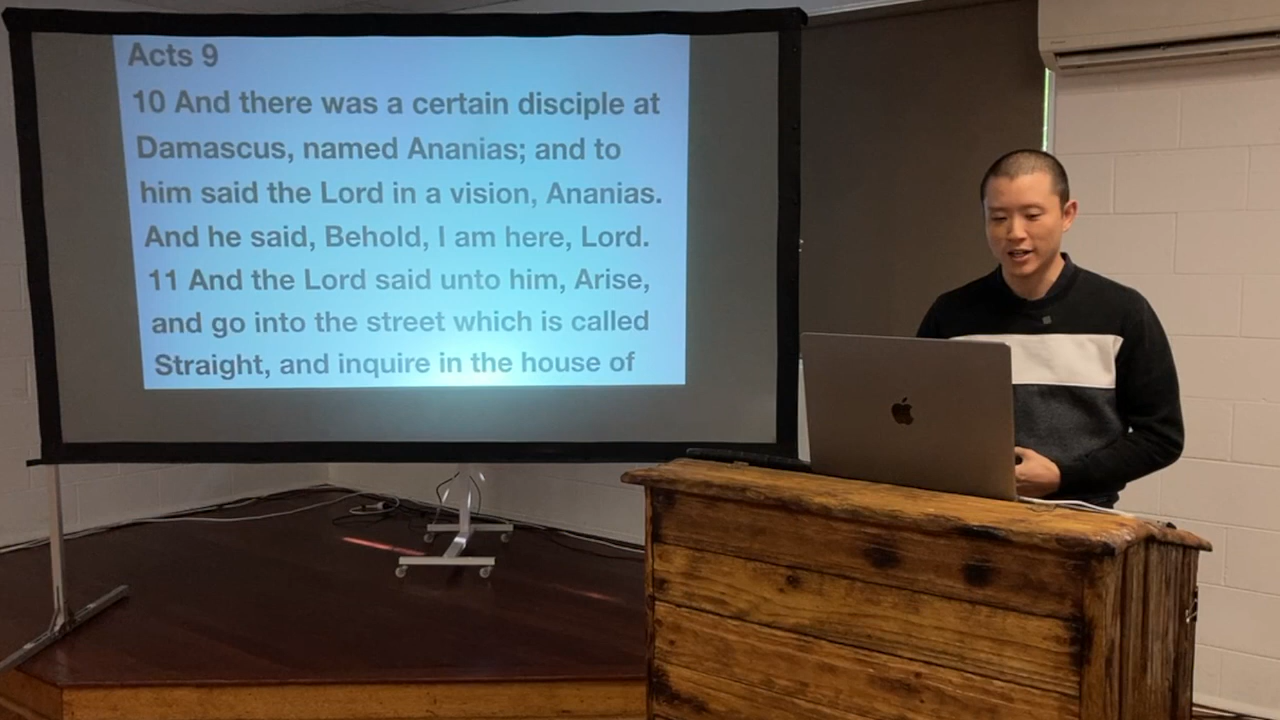 Acts 9
10 And there was a certain disciple at
Damascus, named Ananias; and to
him said the Lord in a vision, Ananias.
And he said, Behold, I am here, Lord.
11 And the Lord said unto him, Arise,
and go into the street which is called
Straight, and inquire in the house of